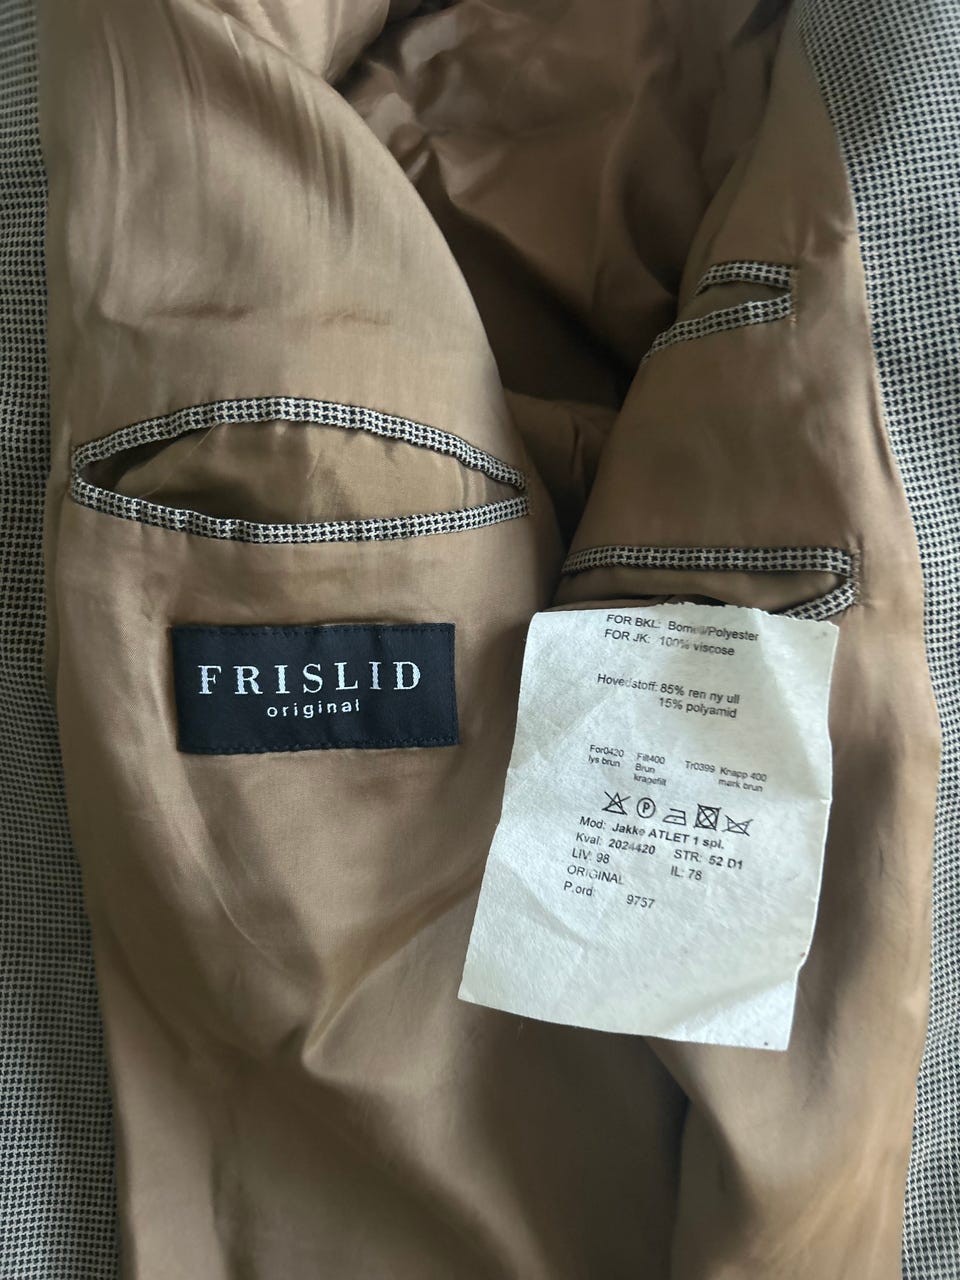 FRISLID
original
FOR BKL: Bomull/Polyester
FOR JK: 100% viscose
Hovedstoff: 85% ren ny ull
15% polyamid
For0420 Filt400 Tr0399 Knapp 400
lys brun Brun mørk brun
krapefilt
P
Mod: Jakke ATLET 1 spl.
Kval: 2024420 STR: 52 D1
LIV: 98 IL: 78
ORIGINAL
P.ord: 9757